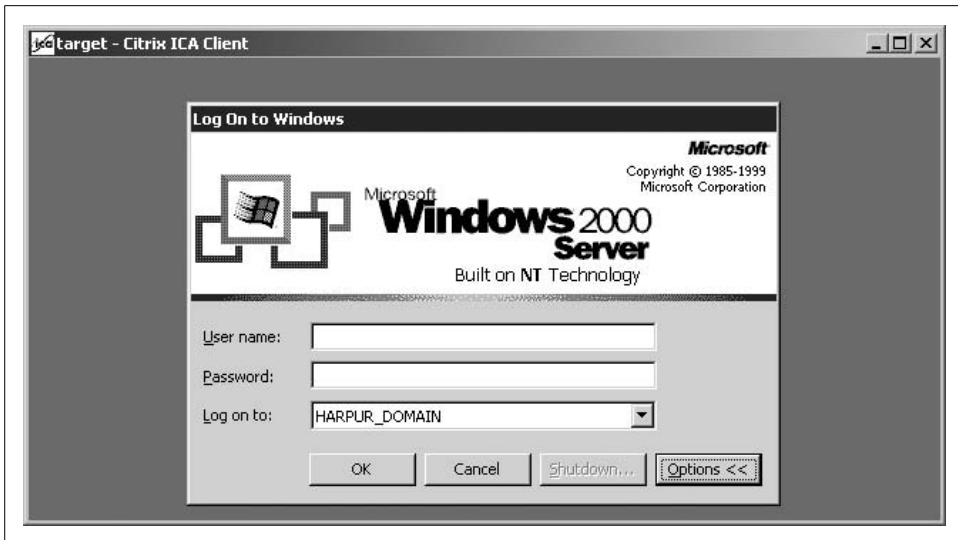 ica target - Citrix ICA Client
Log On to Windows
Microsoft
Copyright © 1985-1999
Microsoft Corporation
Microsoft
Windows 2000
Server
Built on NT Technology
User name:
Password:
Log on to: HARPUR_DOMAIN
OK Cancel Shutdown... Options <<